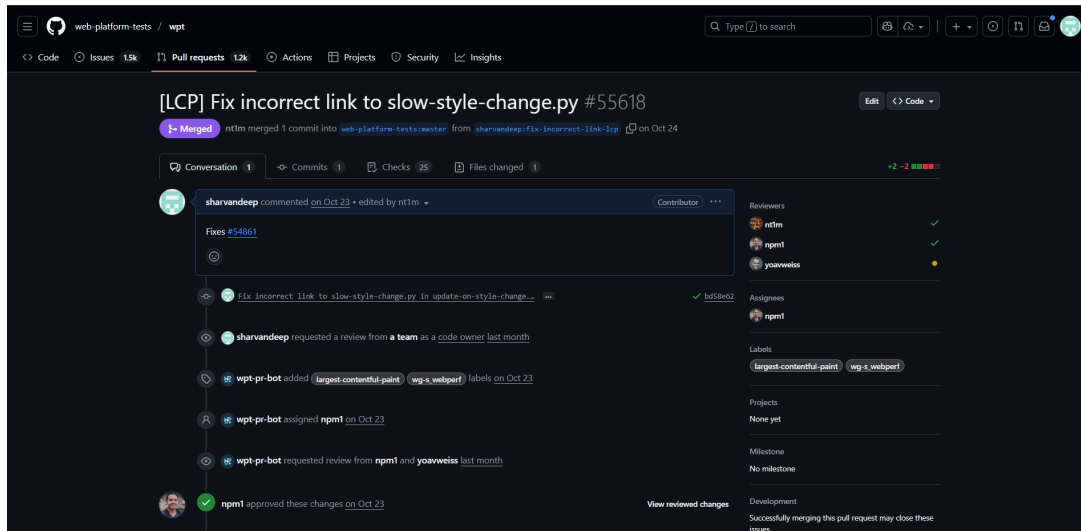 web-platform-tests / wpt
Type / to search
Code Issues 1.5k Pull requests 1.2k Actions Projects Security Insights
[LCP] Fix incorrect link to slow-style-change.py #55618
Edit Code
Merged nt1m merged 1 commit into web-platform-tests:master from sharvandeep:fix-incorrect-link-lcp on Oct 24
Conversation 1 Commits 1 Checks 25 Files changed 1 +2 −2
sharvandeep commented on Oct 23 • edited by nt1m Contributor
Fixes #54861
Fix incorrect link to slow-style-change.py in update-on-style-change… bd58e62
sharvandeep requested a review from a team as a code owner last month
wpt-pr-bot added largest-contentful-paint wg-s_webperf labels on Oct 23
wpt-pr-bot assigned npm1 on Oct 23
wpt-pr-bot requested review from npm1 and yoavweiss last month
npm1 approved these changes on Oct 23 View reviewed changes
Reviewers
nt1m
npm1
yoavweiss
Assignees
npm1
Labels
largest-contentful-paint wg-s_webperf
Projects
None yet
Milestone
No milestone
Development
Successfully merging this pull request may close these
issues.